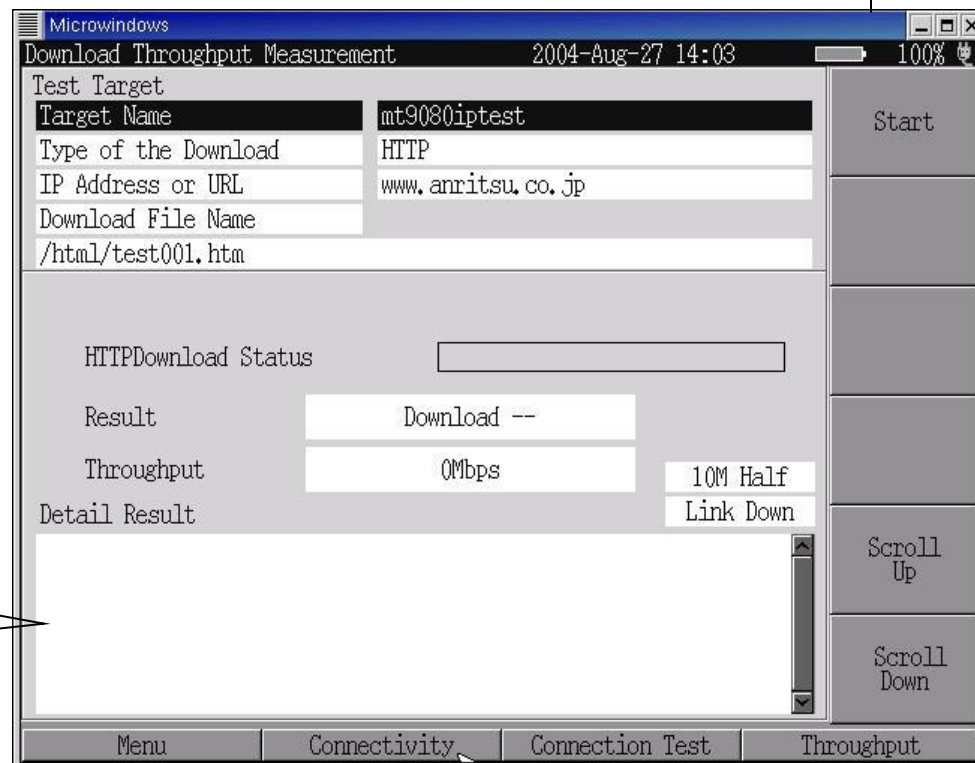 Microwindows
Download Throughput Measurement 2004-Aug-27 14:03 100%
Test Target
Target Name mt9080iptest
Type of the Download HTTP
IP Address or URL www.anritsu.co.jp
Download File Name
/html/test001.htm
HTTPDownload Status
Result Download --
Throughput 0Mbps
10M Half
Detail Result Link Down
Start
Scroll
Up
Scroll
Down
Menu Connectivity Connection Test Throughput